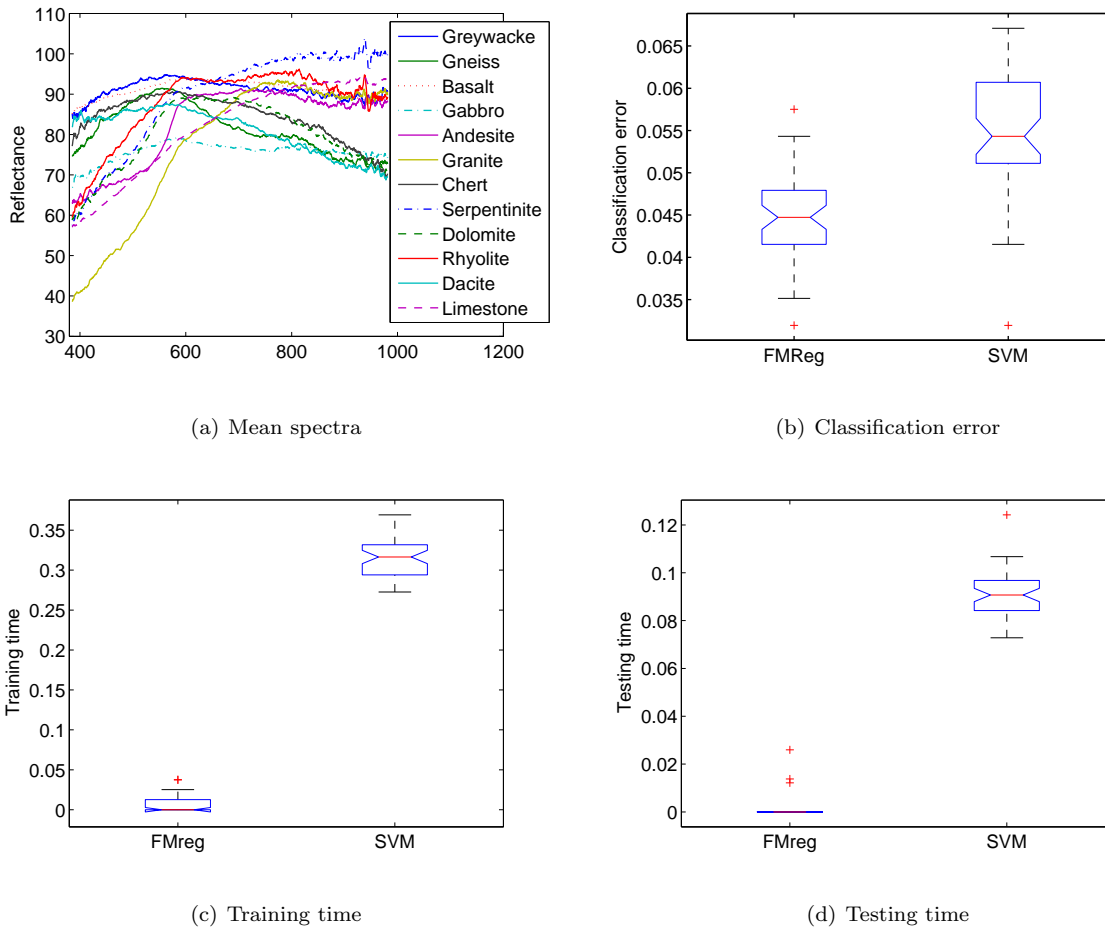 110
100
90
80
70
60
50
40
30
Reflectance
400
600
800
1000
1200
Greywacke
Gneiss
Basalt
Gabbro
Andesite
Granite
Chert
Serpentinite
Dolomite
Rhyolite
Dacite
Limestone
(a) Mean spectra
0.065
0.06
0.055
0.05
0.045
0.04
0.035
Classification error
FMReg
SVM
(b) Classification error
0.35
0.3
0.25
0.2
0.15
0.1
0.05
0
Training time
FMreg
SVM
(c) Training time
0.12
0.1
0.08
0.06
0.04
0.02
0
Testing time
FMreg
SVM
(d) Testing time